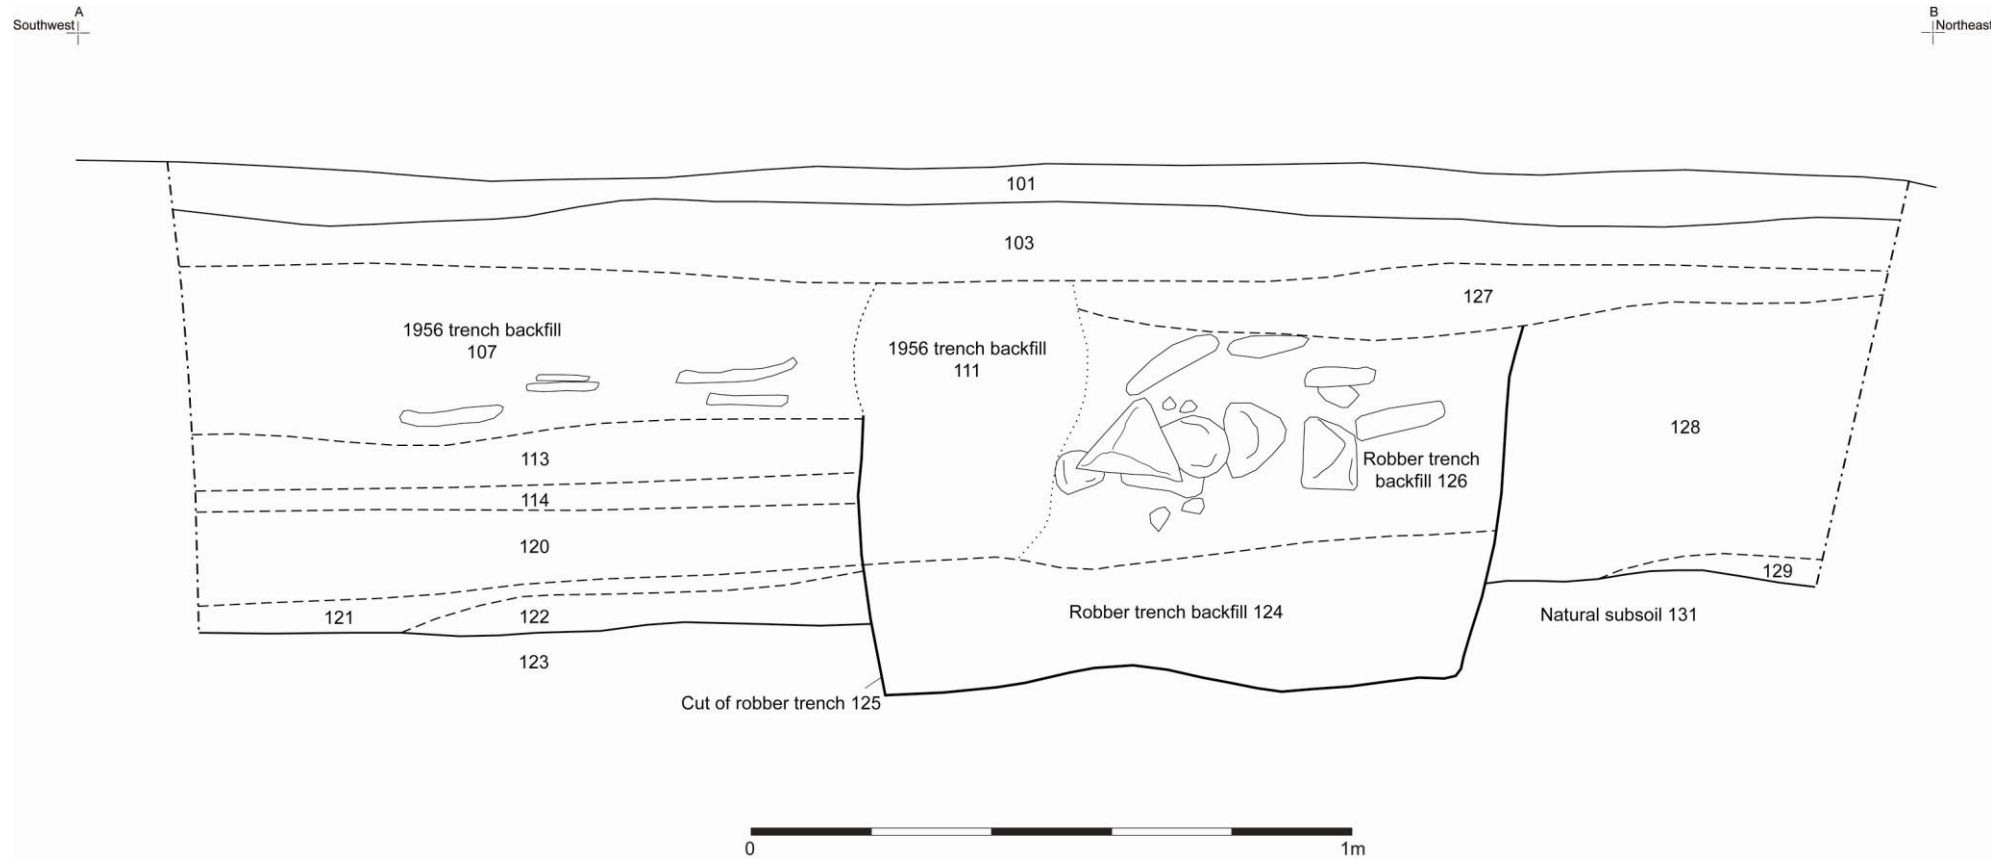 A
Southwest
B
Northeast
101
103
127
1956 trench backfill
107
1956 trench backfill
111
128
113
Robber trench
backfill 126
114
120
129
121
122
Robber trench backfill 124
Natural subsoil 131
123
Cut of robber trench 125
0
1m